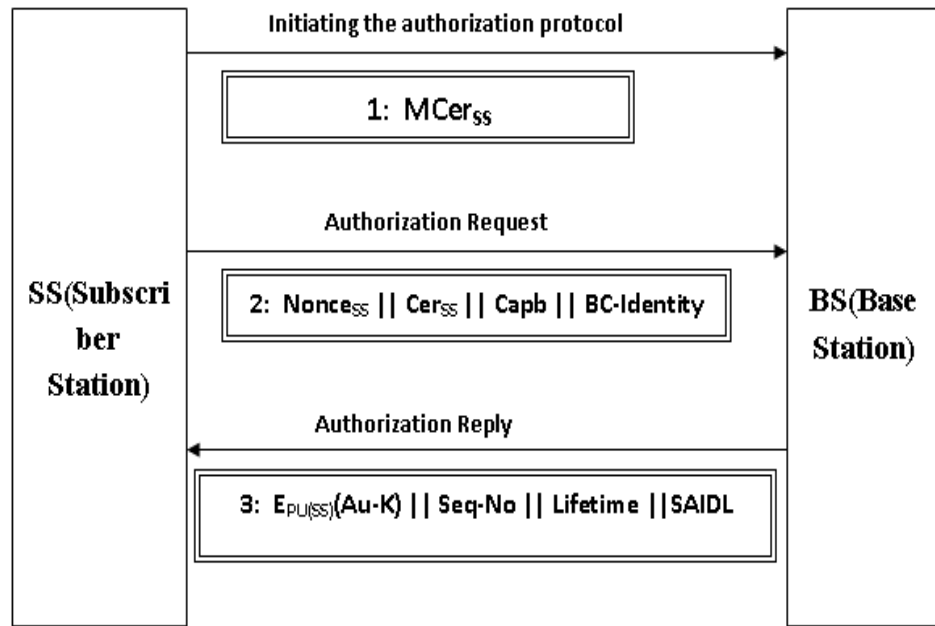 Initiating the authorization protocol
1: MCerSS
Authorization Request
SS(Subscri
ber
Station)
2: NonceSS || CerSS || Capb || BC-Identity
BS(Base
Station)
Authorization Reply
3: EPU(SS)(Au-K) || Seq-No || Lifetime ||SAIDL